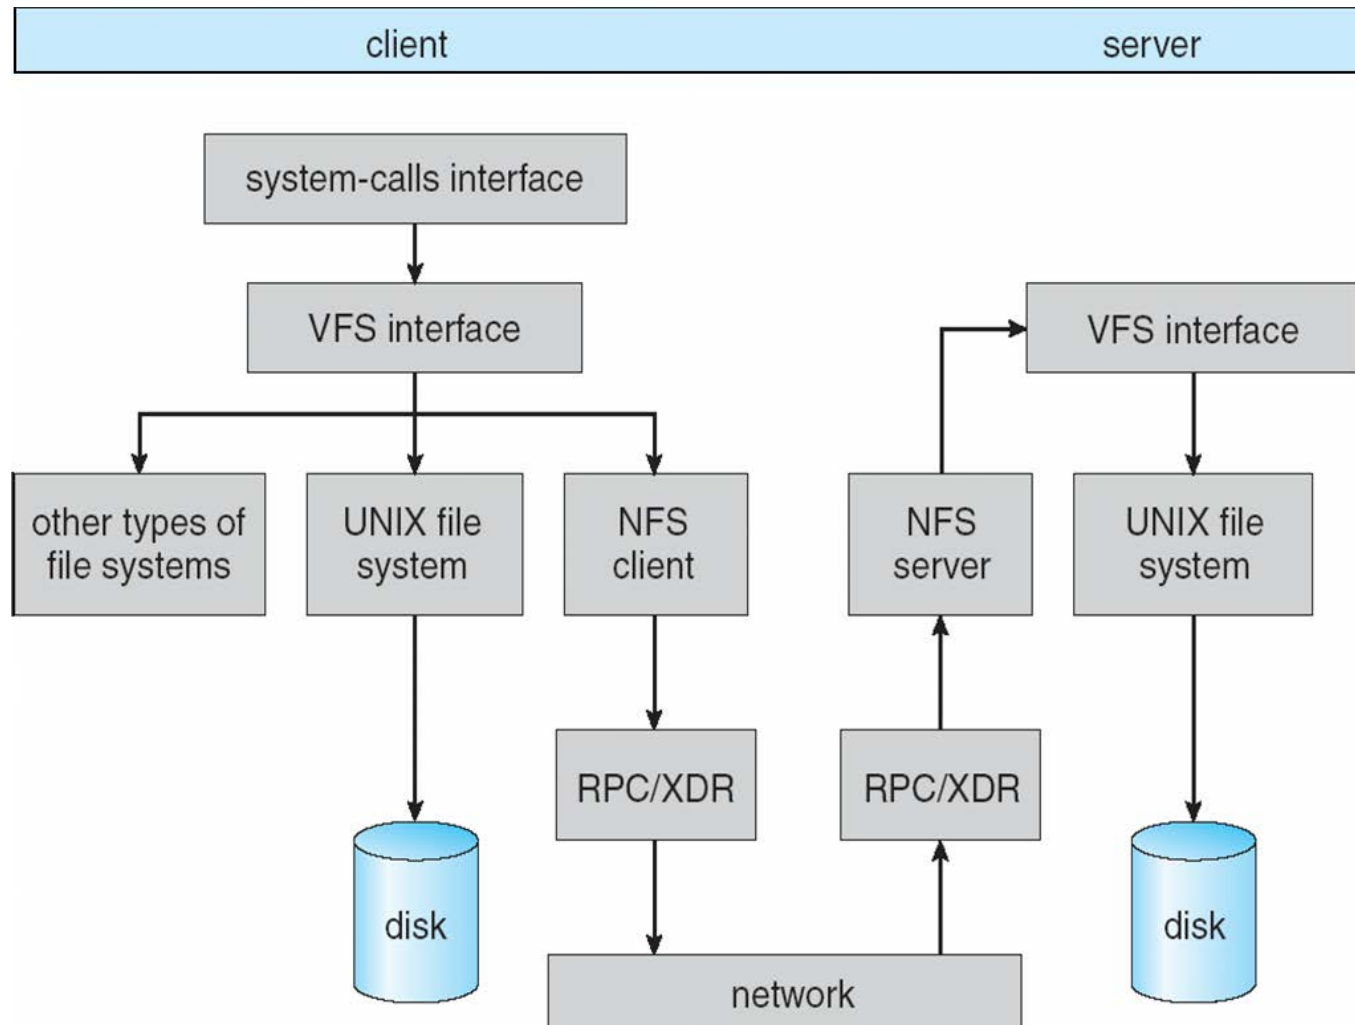 client
server
system-calls interface
VFS interface
VFS interface
other types of
file systems
UNIX file
system
NFS
client
NFS
server
UNIX file
system
RPC/XDR
RPC/XDR
disk
disk
network